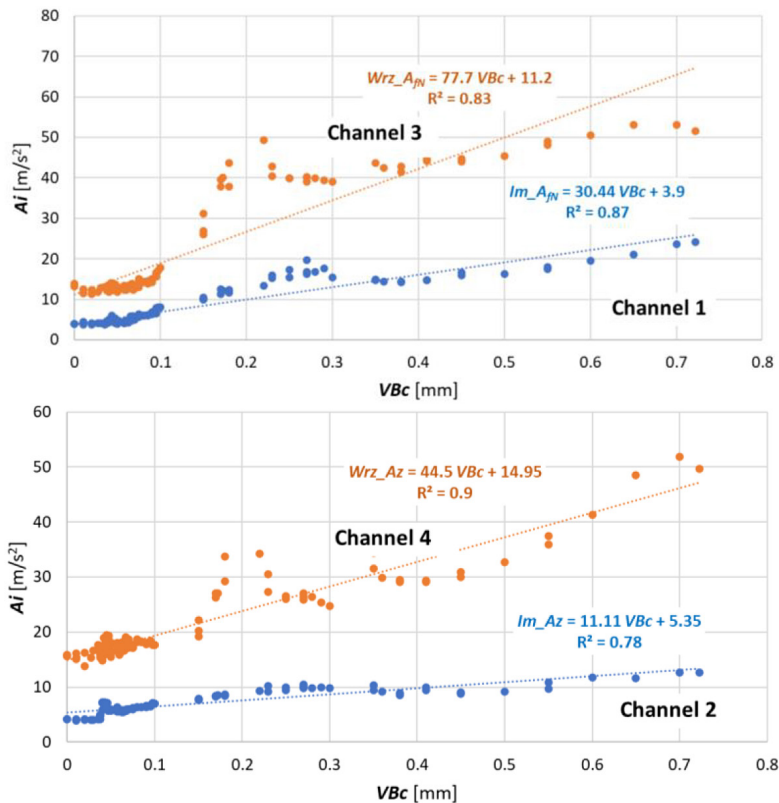 80
70
60
50
40
30
20
10
0
Ai [m/s²]
Wrz_A_fN = 77.7 VBc + 11.2
R² = 0.83
Channel 3
Im_A_fN = 30.44 VBc + 3.9
R² = 0.87
Channel 1
0 0.1 0.2 0.3 0.4 0.5 0.6 0.7 0.8
VBc [mm]
60
50
40
30
20
10
0
Ai [m/s²]
Wrz_Az = 44.5 VBc + 14.95
R² = 0.9
Channel 4
Im_Az = 11.11 VBc + 5.35
R² = 0.78
Channel 2
0 0.1 0.2 0.3 0.4 0.5 0.6 0.7 0.8
VBc [mm]